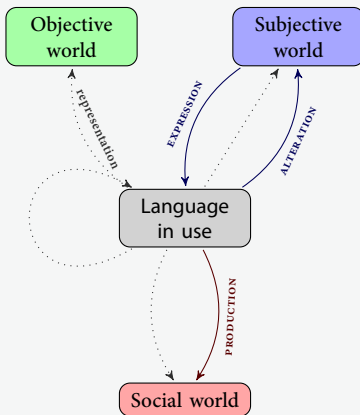 Objective
world
Subjective
world
representation
EXPRESSION
ALTERATION
Language
in use
PRODUCTION
Social world